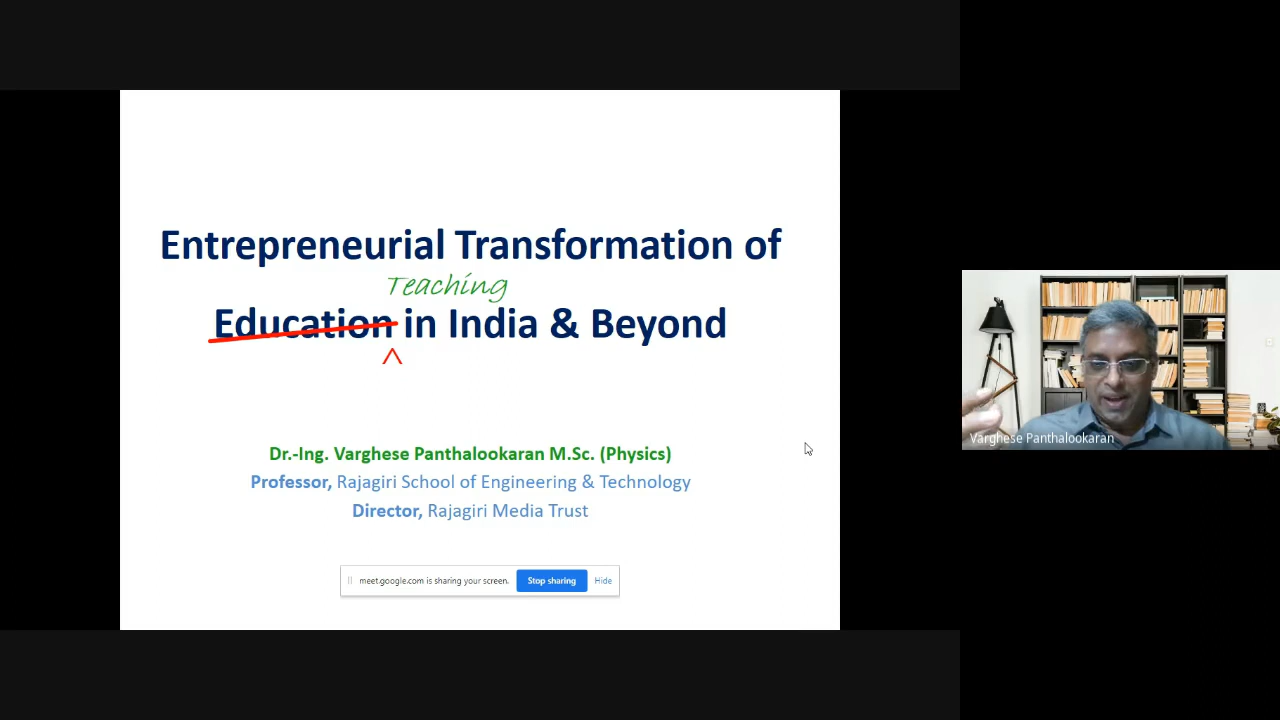 Entrepreneurial Transformation of
Teaching
Education in India & Beyond
^
Dr.-Ing. Varghese Panthalookaran M.Sc. (Physics)
Professor, Rajagiri School of Engineering & Technology
Director, Rajagiri Media Trust
meet.google.com is sharing your screen. Stop sharing Hide
Varghese Panthalookaran